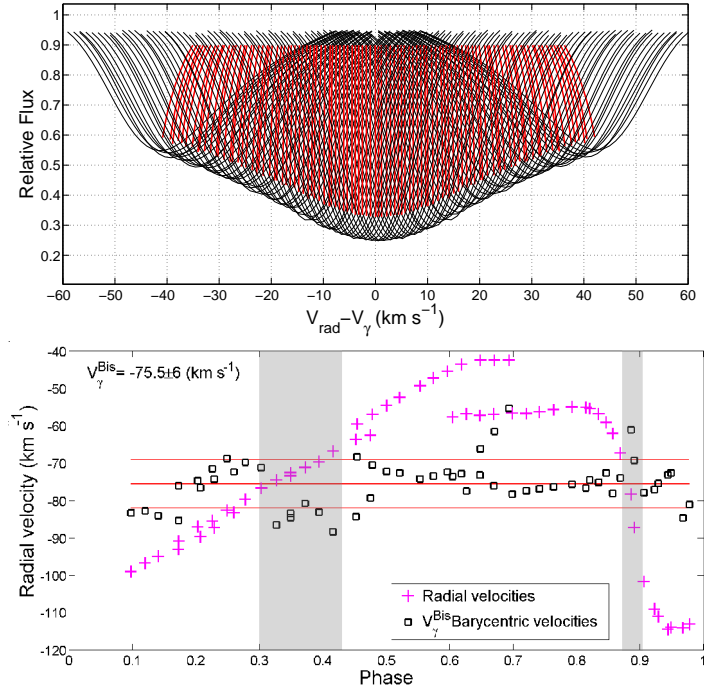 1
0.9
0.8
0.7
0.6
0.5
0.4
0.3
0.2
Relative Flux
−60 −50 −40 −30 −20 −10 0 10 20 30 40 50 60
V_rad−V_γ (km s⁻¹)
-40
-50
-60
-70
-80
-90
-100
-110
-120
Radial velocity (km s⁻¹)
V_γ^Bis= -75.5±6 (km s⁻¹)
Radial velocities
V_γ^Bis Barycentric velocities
0 0.1 0.2 0.3 0.4 0.5 0.6 0.7 0.8 0.9 1
Phase